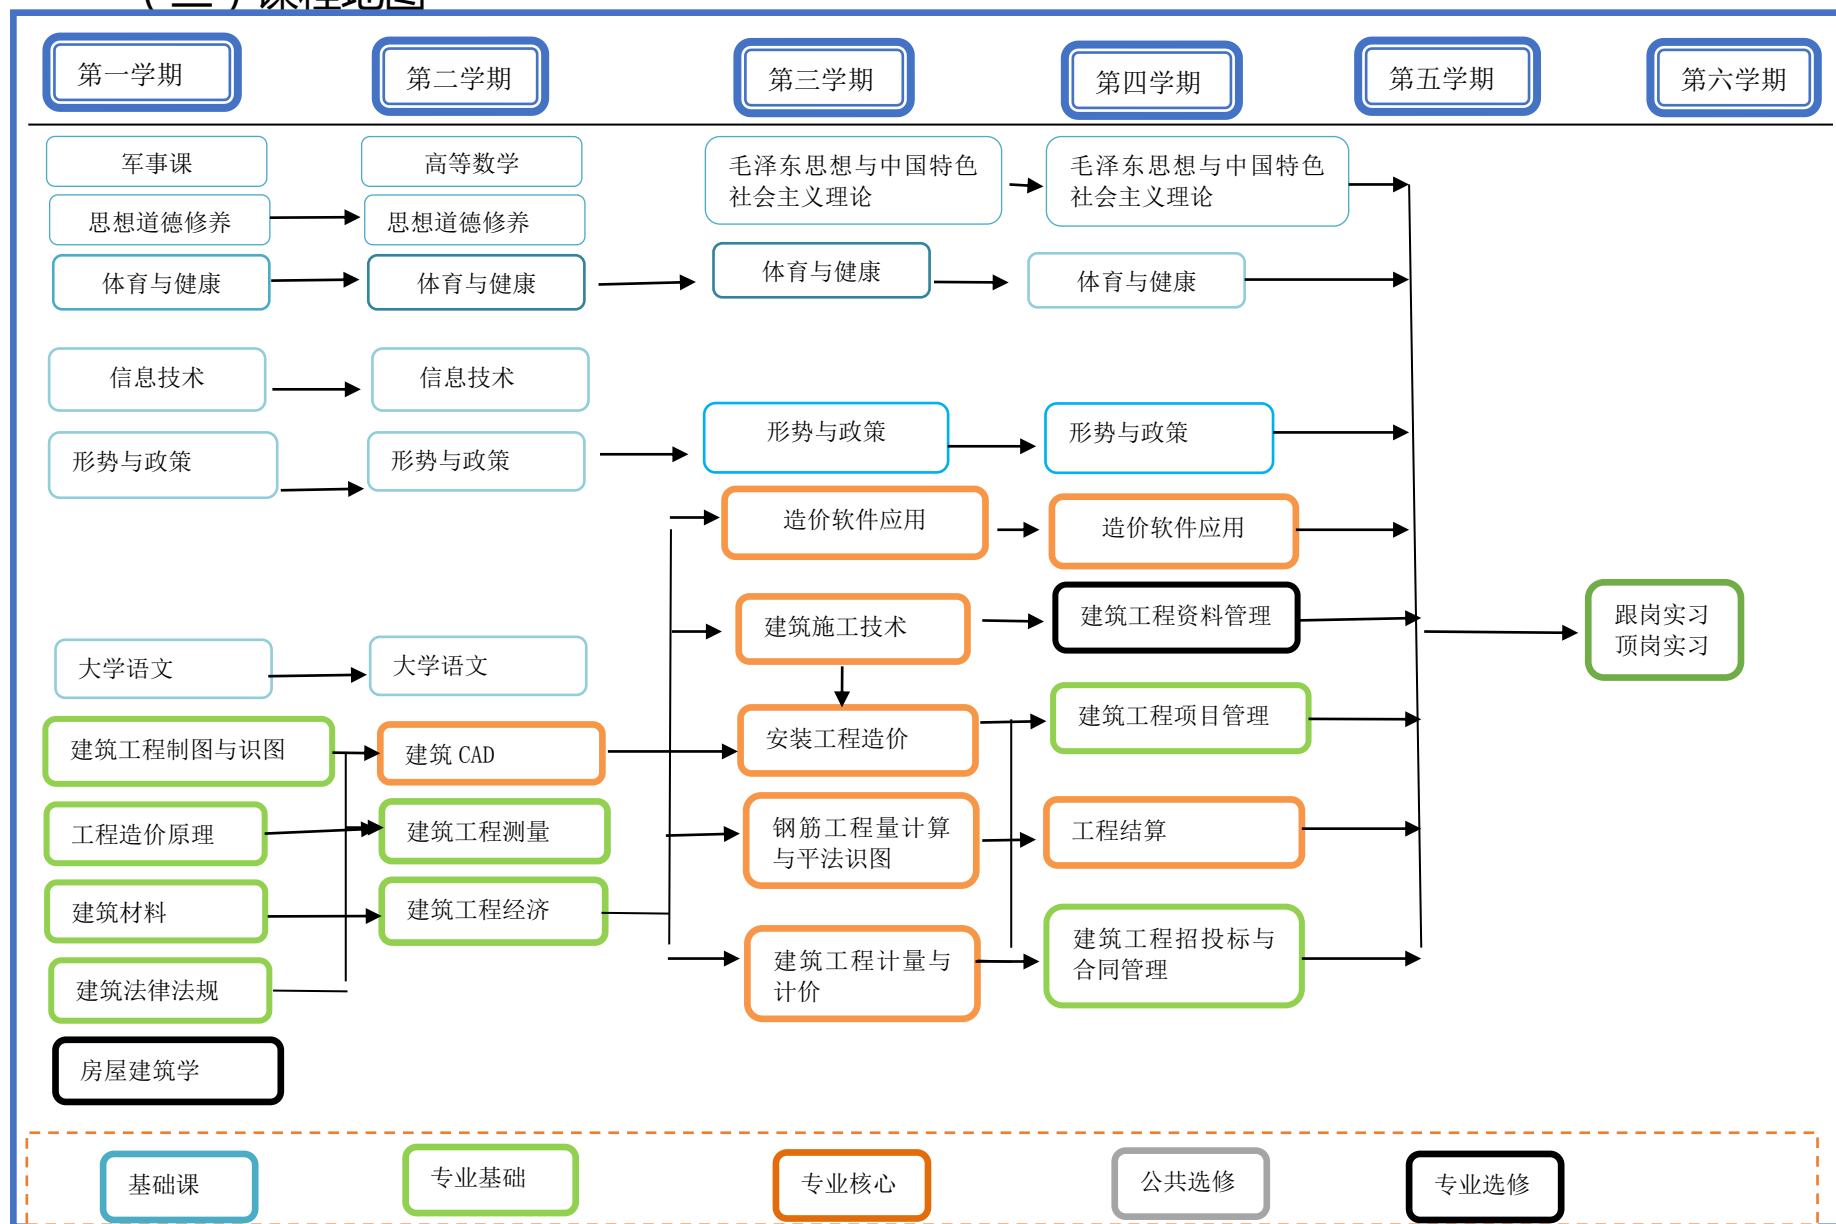 （二）课程地图
第一学期
第二学期
第三学期
第四学期
第五学期
第六学期
军事课
高等数学
毛泽东思想与中国特色
社会主义理论
毛泽东思想与中国特色
社会主义理论
思想道德修养
思想道德修养
体育与健康
体育与健康
体育与健康
体育与健康
信息技术
信息技术
形势与政策
形势与政策
形势与政策
形势与政策
造价软件应用
造价软件应用
建筑施工技术
建筑工程资料管理
跟岗实习
顶岗实习
大学语文
大学语文
建筑工程制图与识图
建筑 CAD
安装工程造价
建筑工程项目管理
工程造价原理
建筑工程测量
钢筋工程量计算
与平法识图
工程结算
建筑材料
建筑工程经济
建筑工程计量与
计价
建筑工程招投标与
合同管理
建筑法律法规
房屋建筑学
基础课
专业基础
专业核心
公共选修
专业选修